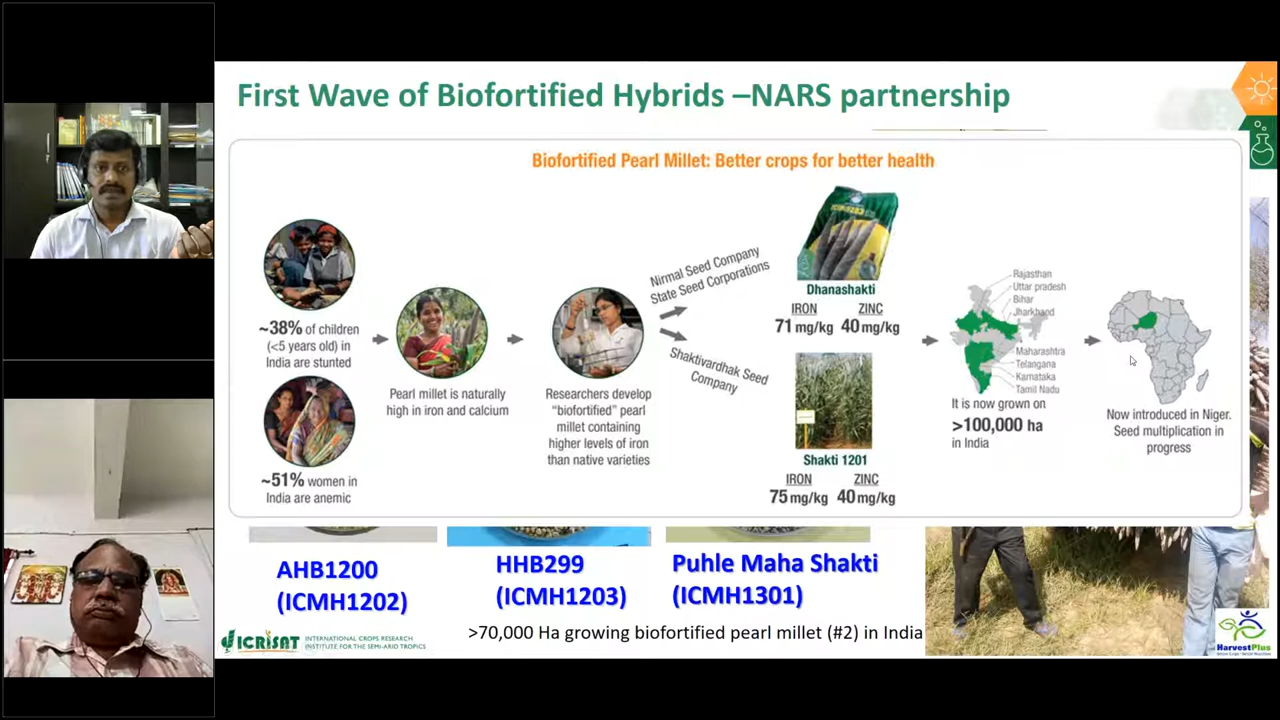 First Wave of Biofortified Hybrids –NARS partnership
Biofortified Pearl Millet: Better crops for better health
~38% of children
(<5 years old) in
India are stunted
~51% women in
India are anemic
Pearl millet is naturally
high in iron and calcium
Researchers develop
"biofortified" pearl
millet containing
higher levels of iron
than native varieties
Nirmal Seed Company
State Seed Corporations
Shaktivardhak Seed
Company
Dhanashakti
IRON ZINC
71 mg/kg 40 mg/kg
Shakti 1201
IRON ZINC
75 mg/kg 40 mg/kg
Rajasthan
Uttar pradesh
Bihar
Jharkhand
Maharashtra
Telangana
Karnataka
Tamil Nadu
It is now grown on
>100,000 ha
in India
Now introduced in Niger.
Seed multiplication in
progress
AHB1200
(ICMH1202)
HHB299
(ICMH1203)
Puhle Maha Shakti
(ICMH1301)
>70,000 Ha growing biofortified pearl millet (#2) in India
ICRISAT
INTERNATIONAL CROPS RESEARCH
INSTITUTE FOR THE SEMI-ARID TROPICS
HarvestPlus